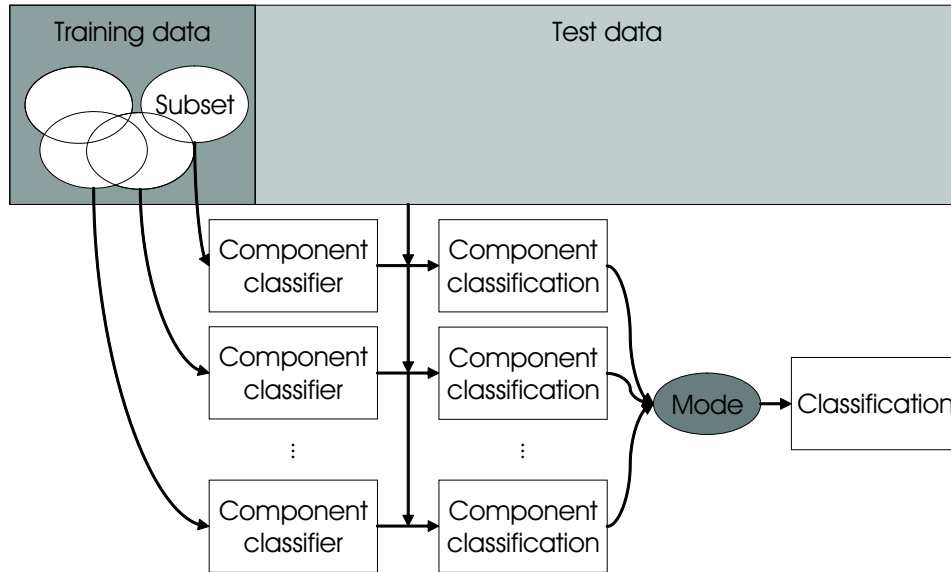 Training data
Test data
Subset
Component
classifier
Component
classification
Component
classifier
Component
classification
Mode
Classification
...
...
Component
classifier
Component
classification